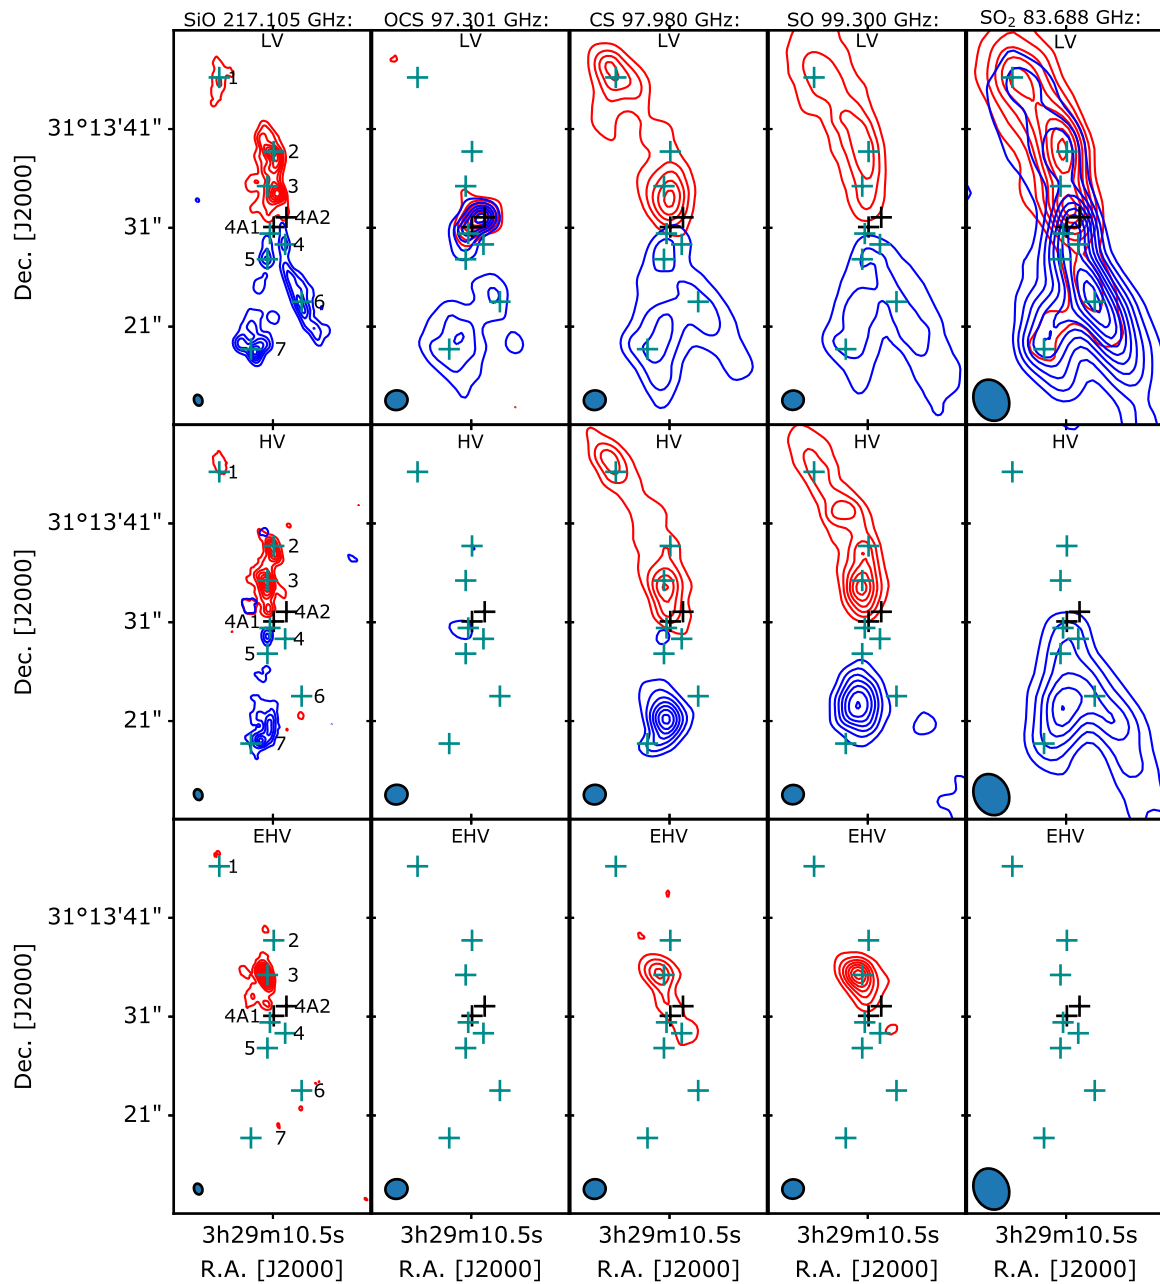 SiO 217.105 GHz: OCS 97.301 GHz: CS 97.980 GHz: SO 99.300 GHz: SO₂ 83.688 GHz:
LV LV LV LV LV
1
31°13'41"
2
3
4A2
31" 4A1
4
5
6
21"
7
Dec. [J2000]
HV HV HV HV HV
1
31°13'41"
2
3
4A2
31" 4A1
4
5
6
21"
7
Dec. [J2000]
EHV EHV EHV EHV EHV
1
31°13'41"
2
3
4A2
31" 4A1
4
5
6
21"
7
Dec. [J2000]
3h29m10.5s 3h29m10.5s 3h29m10.5s
R.A. [J2000] R.A. [J2000] R.A. [J2000] R.A. [J2000] R.A. [J2000]